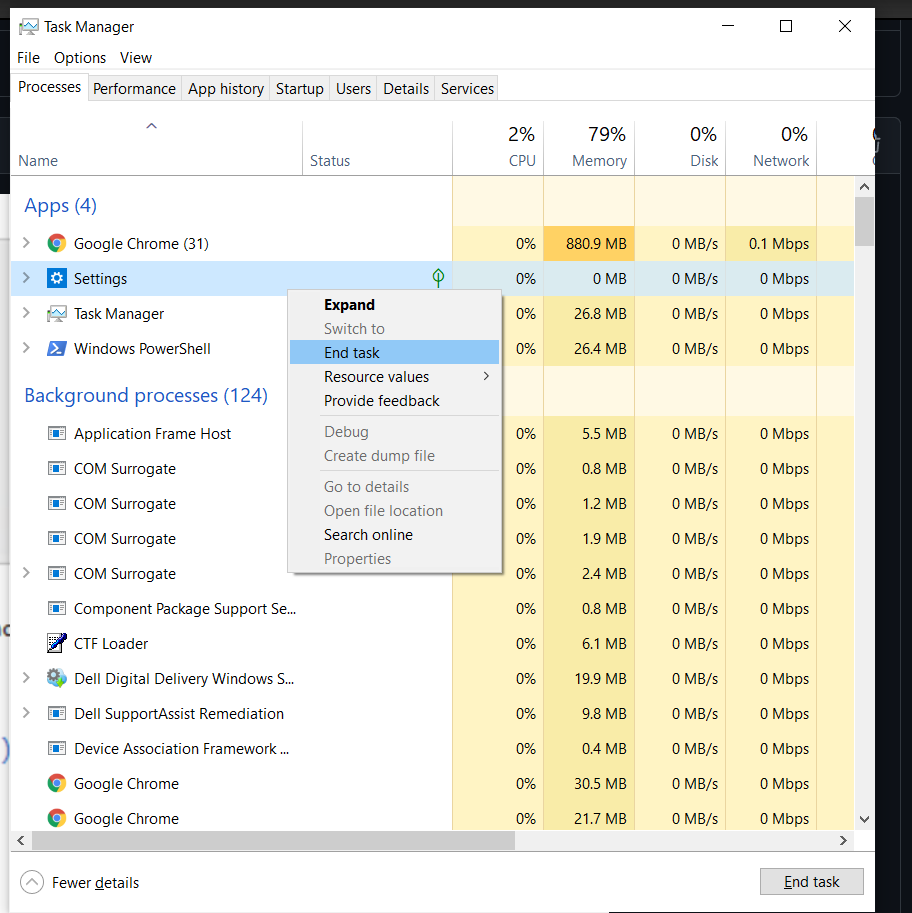 Task Manager
File Options View
Processes Performance App history Startup Users Details Services
2% 79% 0% 0%
Name Status CPU Memory Disk Network
Apps (4)
Google Chrome (31) 0% 880.9 MB 0 MB/s 0.1 Mbps
Settings 0% 0 MB 0 MB/s 0 Mbps
Task Manager 0% 26.8 MB 0 MB/s 0 Mbps
Windows PowerShell 0% 26.4 MB 0 MB/s 0 Mbps
Expand
Switch to
End task
Resource values
Provide feedback
Debug
Create dump file
Go to details
Open file location
Search online
Properties
Background processes (124)
Application Frame Host 0% 5.5 MB 0 MB/s 0 Mbps
COM Surrogate 0% 0.8 MB 0 MB/s 0 Mbps
COM Surrogate 0% 1.2 MB 0 MB/s 0 Mbps
COM Surrogate 0% 1.9 MB 0 MB/s 0 Mbps
COM Surrogate 0% 2.4 MB 0 MB/s 0 Mbps
Component Package Support Se... 0% 0.8 MB 0 MB/s 0 Mbps
CTF Loader 0% 6.1 MB 0 MB/s 0 Mbps
Dell Digital Delivery Windows S... 0% 19.9 MB 0 MB/s 0 Mbps
Dell SupportAssist Remediation 0% 9.8 MB 0 MB/s 0 Mbps
Device Association Framework ... 0% 0.4 MB 0 MB/s 0 Mbps
Google Chrome 0% 30.5 MB 0 MB/s 0 Mbps
Google Chrome 0% 21.7 MB 0 MB/s 0 Mbps
Fewer details End task